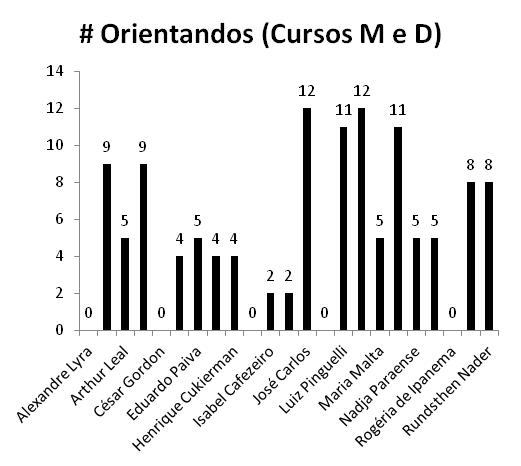 # Orientandos (Cursos M e D)
14
12
10
8
6
4
2
0
0 9 5 9 0 4 5 4 4 0 2 2 12 0 11 12 5 11 5 5 0 8 8
Alexandre Lyra
Arthur Leal
César Gordon
Eduardo Paiva
Henrique Cukierman
Isabel Cafezeiro
José Carlos
Luiz Pinguelli
Maria Malta
Nadja Paraense
Rogéria de Ipanema
Rundsthen Nader